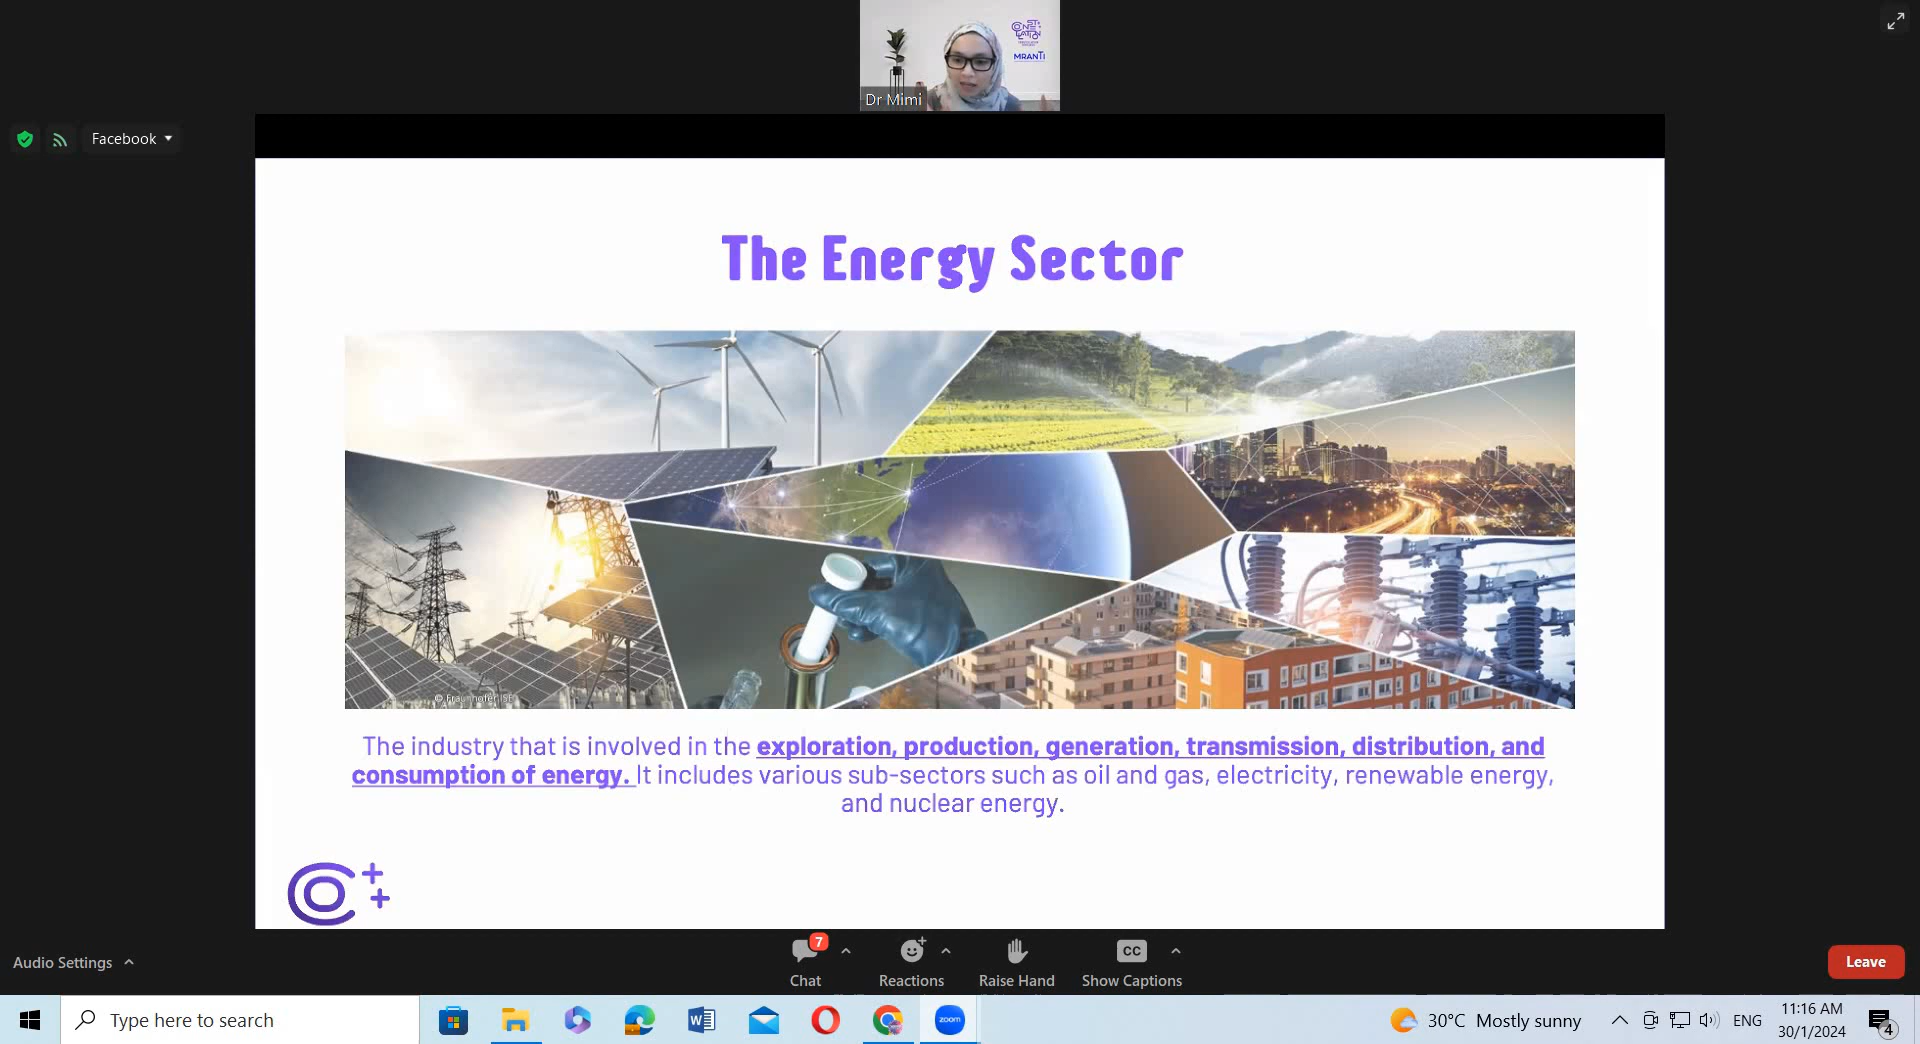 MRANTI
Dr Mimi
Facebook
The Energy Sector
© Fraunhofer ISE
The industry that is involved in the exploration, production, generation, transmission, distribution, and
consumption of energy. It includes various sub-sectors such as oil and gas, electricity, renewable energy,
and nuclear energy.
Audio Settings
7
Chat
Reactions
Raise Hand
CC
Show Captions
Leave
Type here to search
zoom
30°C Mostly sunny
ENG
11:16 AM
30/1/2024
4